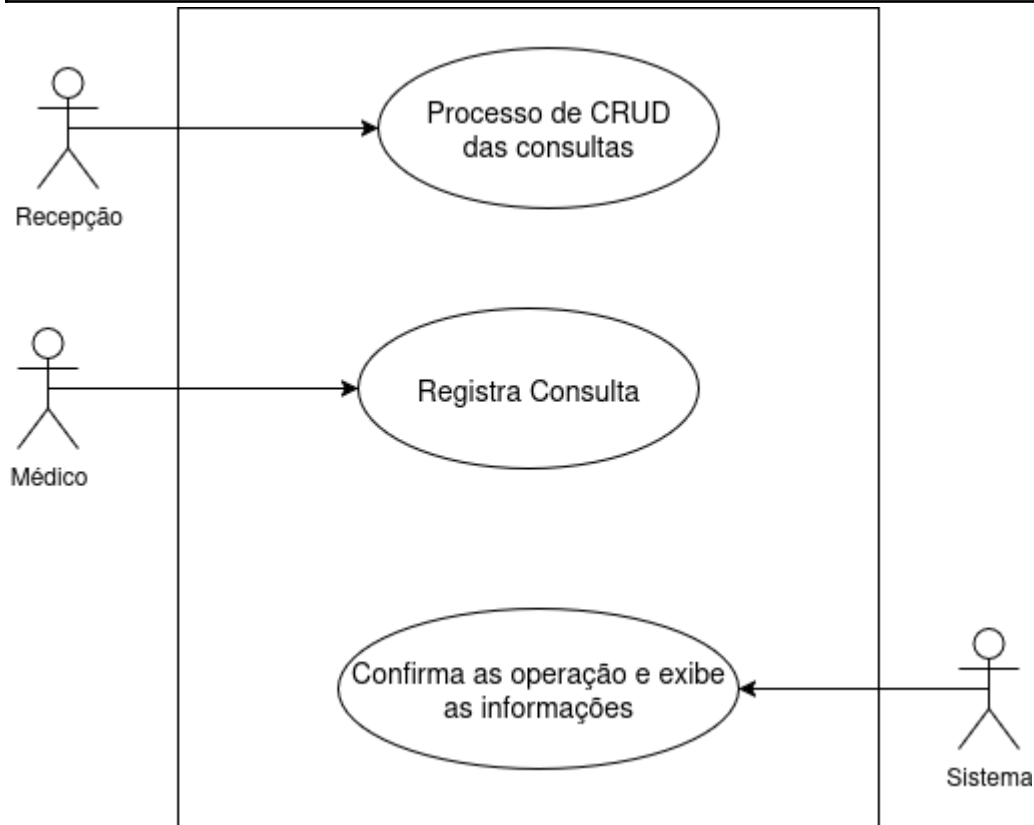 Processo de CRUD
das consultas
Recepção
Registra Consulta
Médico
Confirma as operação e exibe
as informações
Sistema